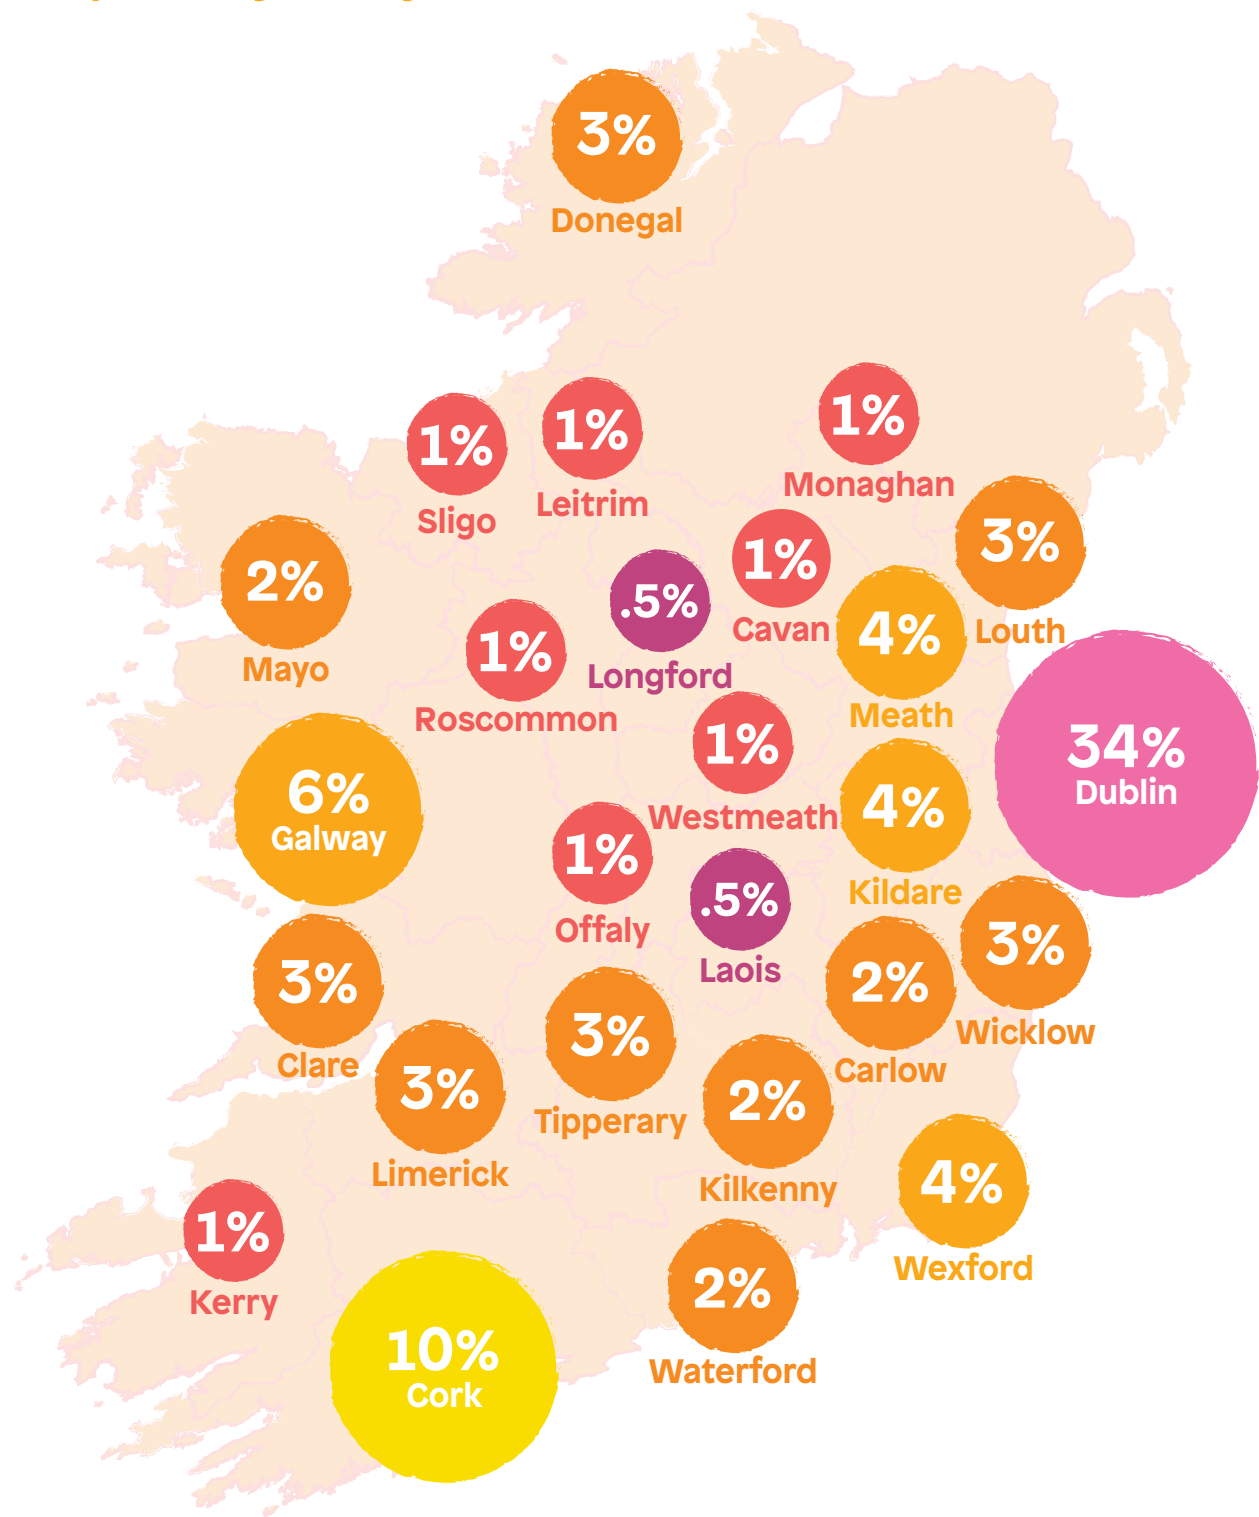 3%
Donegal
1%
Sligo
1%
Leitrim
1%
Monaghan
2%
Mayo
1%
Roscommon
.5%
Longford
1%
Cavan
4%
Meath
3%
Louth
34%
Dublin
6%
Galway
1%
Westmeath
4%
Kildare
1%
Offaly
.5%
Laois
3%
Wicklow
2%
Carlow
3%
Clare
3%
Limerick
3%
Tipperary
2%
Kilkenny
4%
Wexford
1%
Kerry
10%
Cork
2%
Waterford